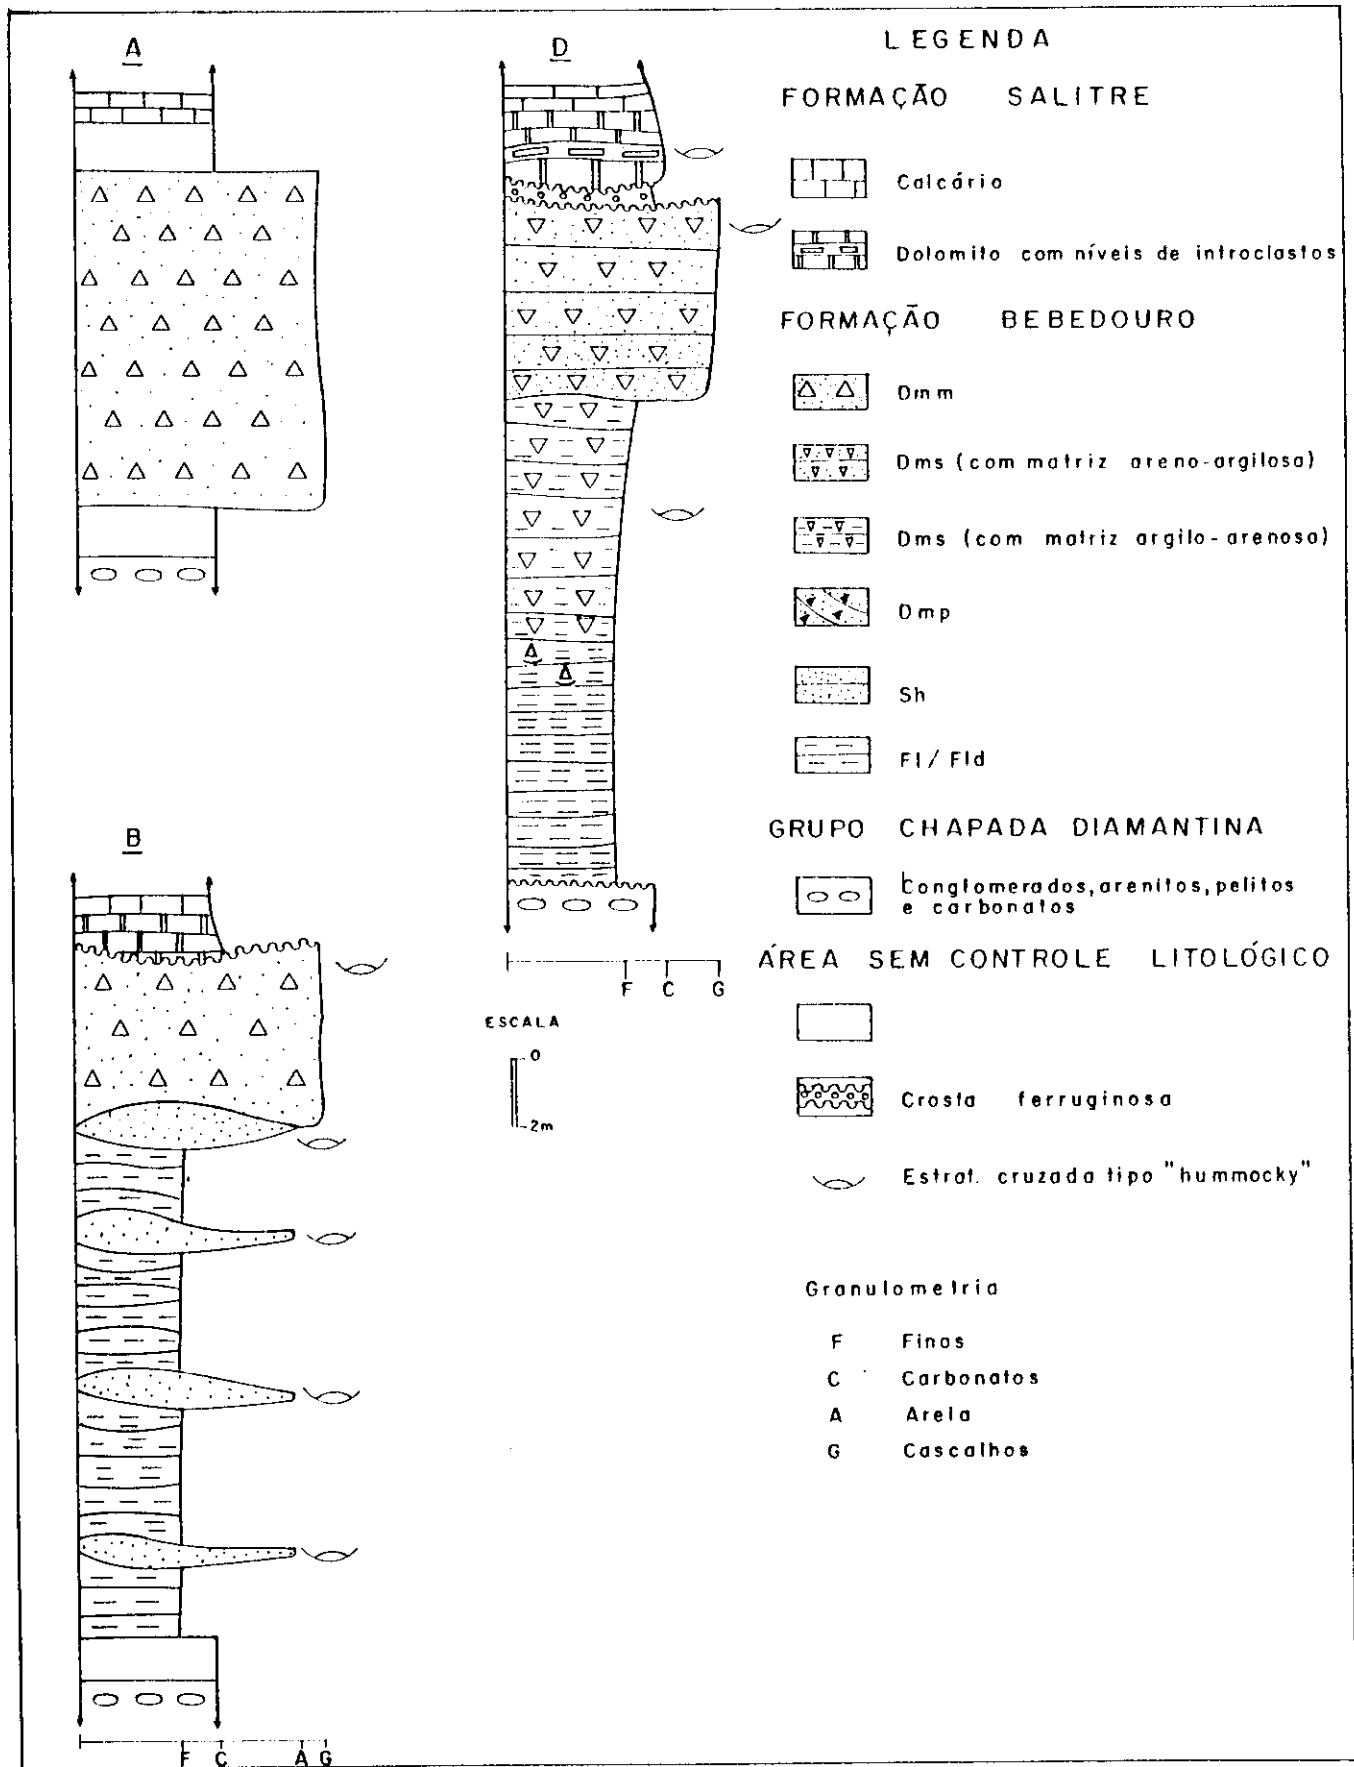 A
D
LEGENDA
FORMAÇÃO SALITRE
Calcário
Dolomito com níveis de introclastos
FORMAÇÃO BEBEDOURO
Dmm
Dms (com matriz areno-argilosa)
Dms (com matriz argilo-arenosa)
Dmp
Sh
Fl/Fld
GRUPO CHAPADA DIAMANTINA
Conglomerados, arenitos, pelitos
e carbonatos
ÁREA SEM CONTROLE LITOLÓGICO
Crosta ferruginosa
Estrat. cruzada tipo "hummocky"
Granulometria
F Finos
C Carbonatos
A Areia
G Cascalhos
B
F C G
ESCALA
0
2m
F C A G